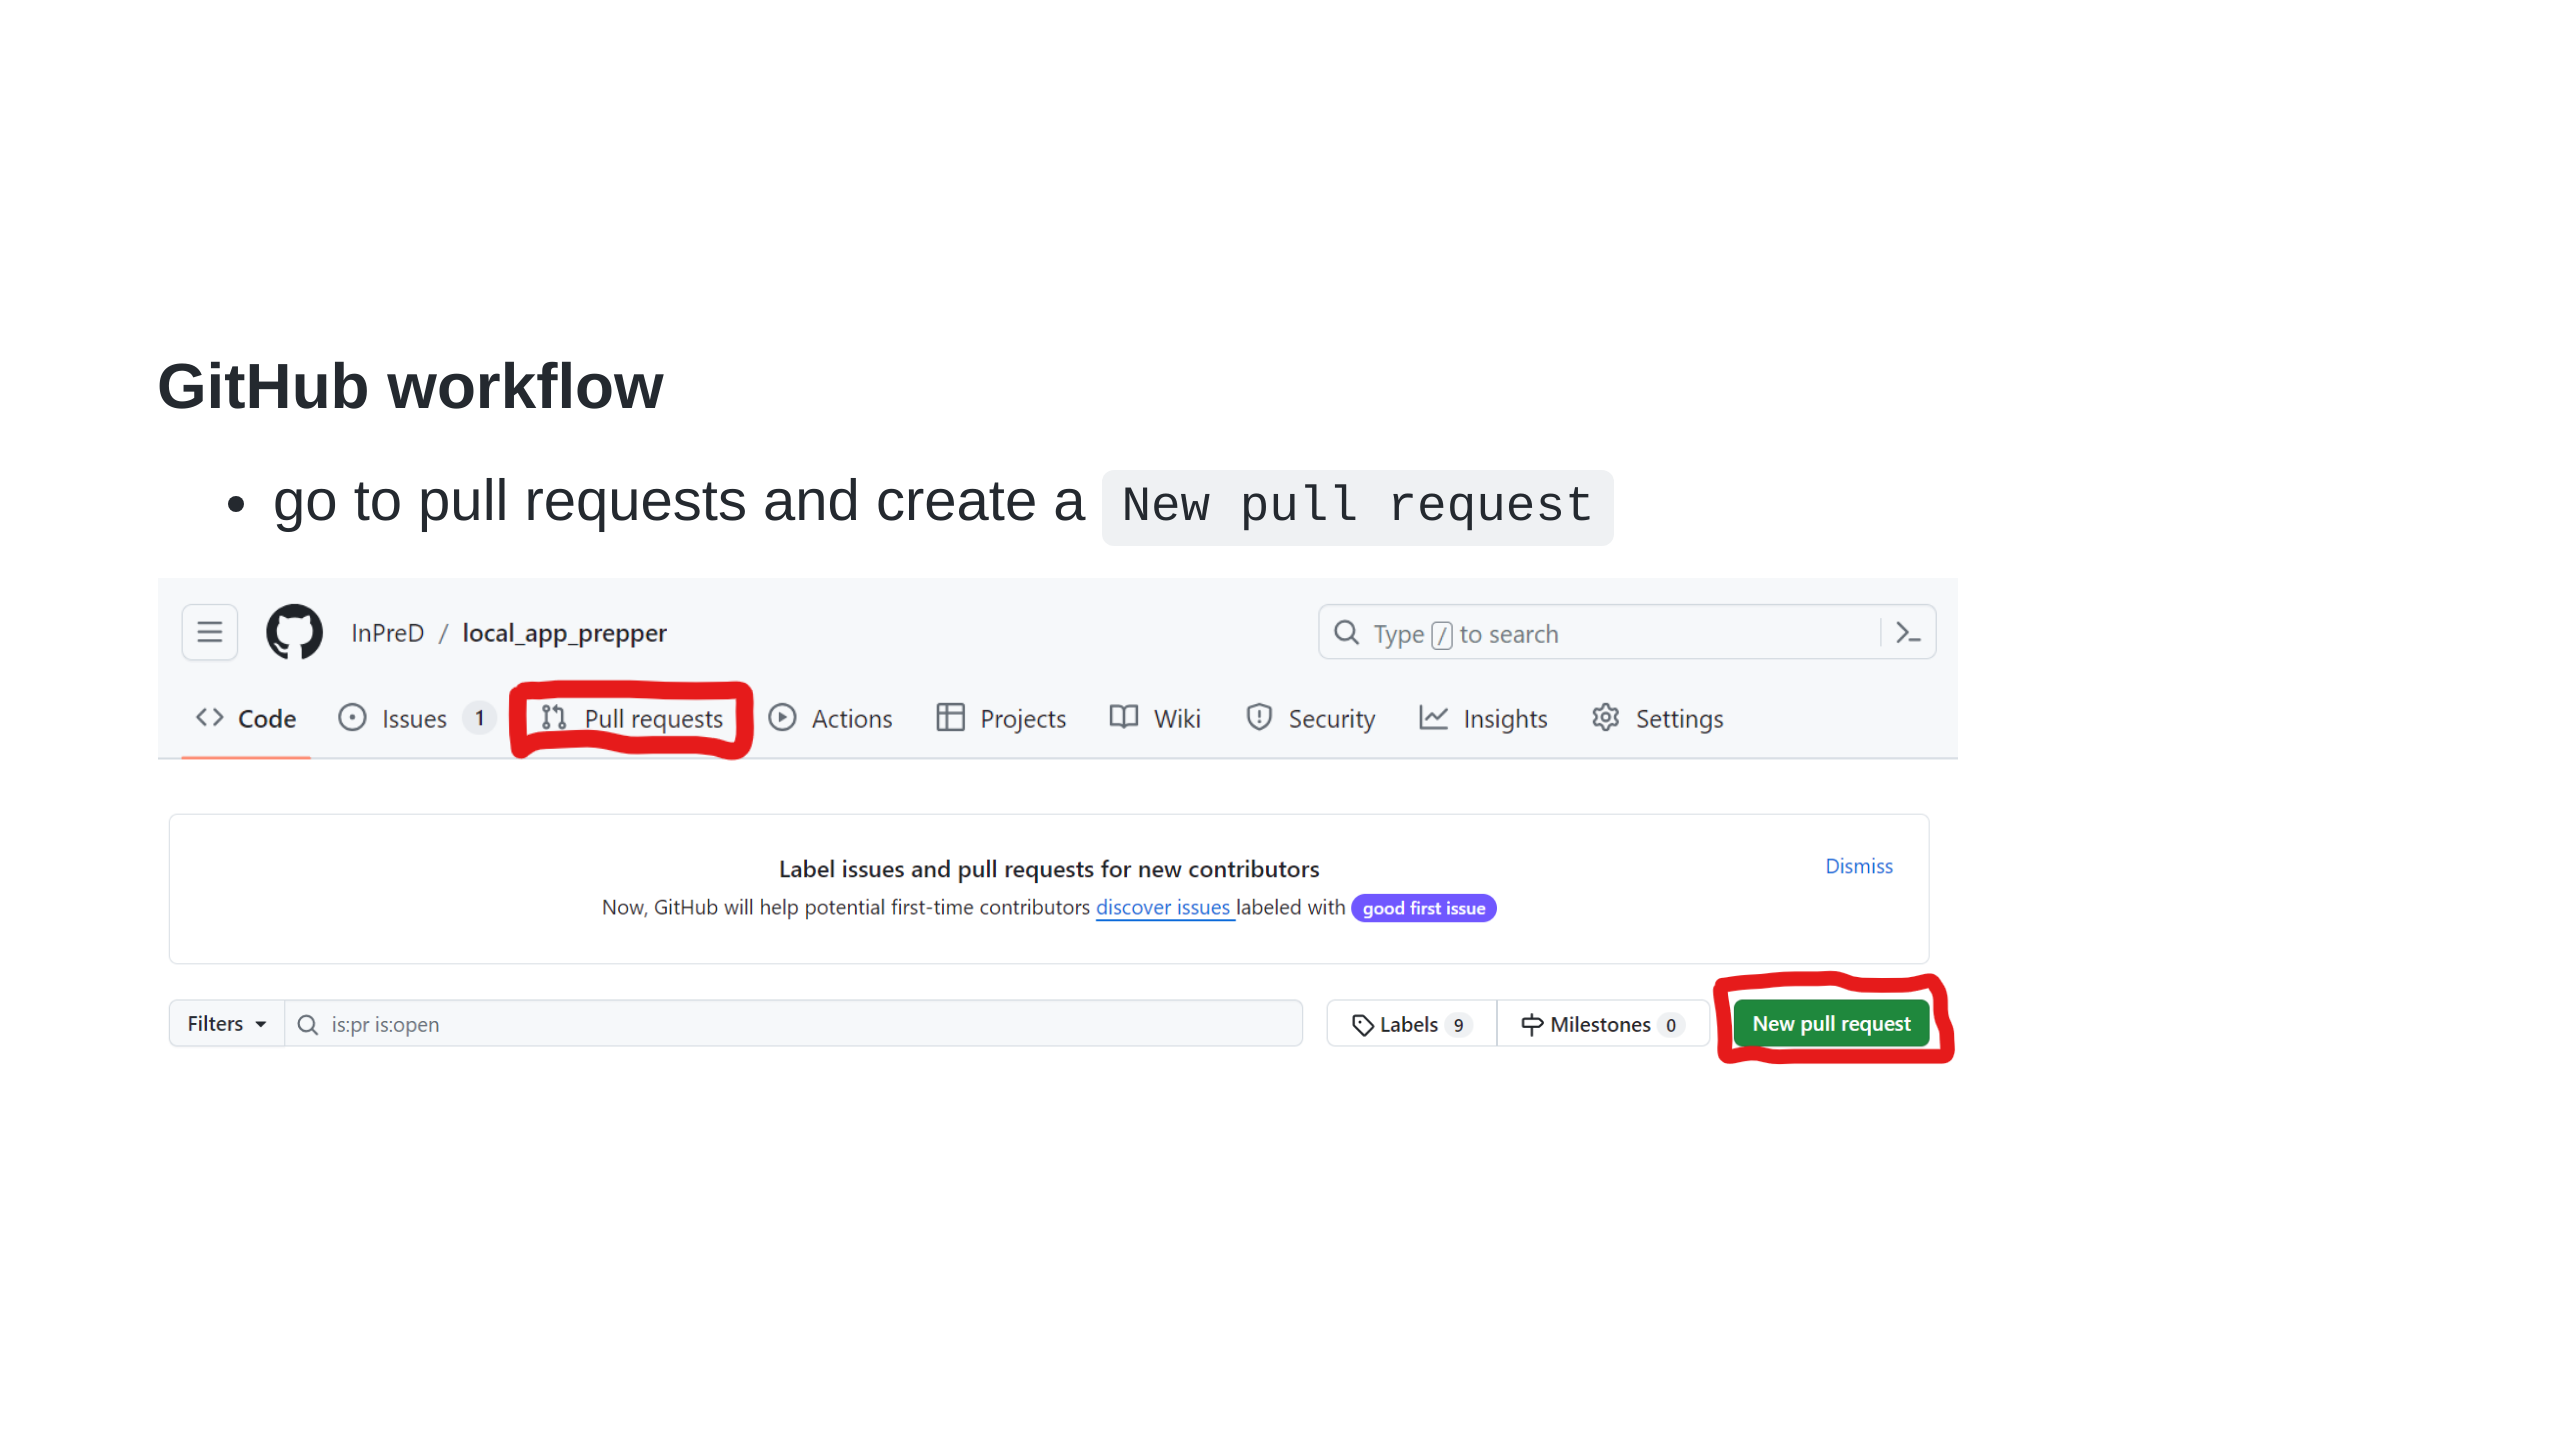 GitHub workflow
• go to pull requests and create a New pull request
InPreD / local_app_prepper
Type / to search
Code Issues 1 Pull requests Actions Projects Wiki Security Insights Settings
Label issues and pull requests for new contributors
Dismiss
Now, GitHub will help potential first-time contributors discover issues labeled with good first issue
Filters is:pr is:open Labels 9 Milestones 0 New pull request